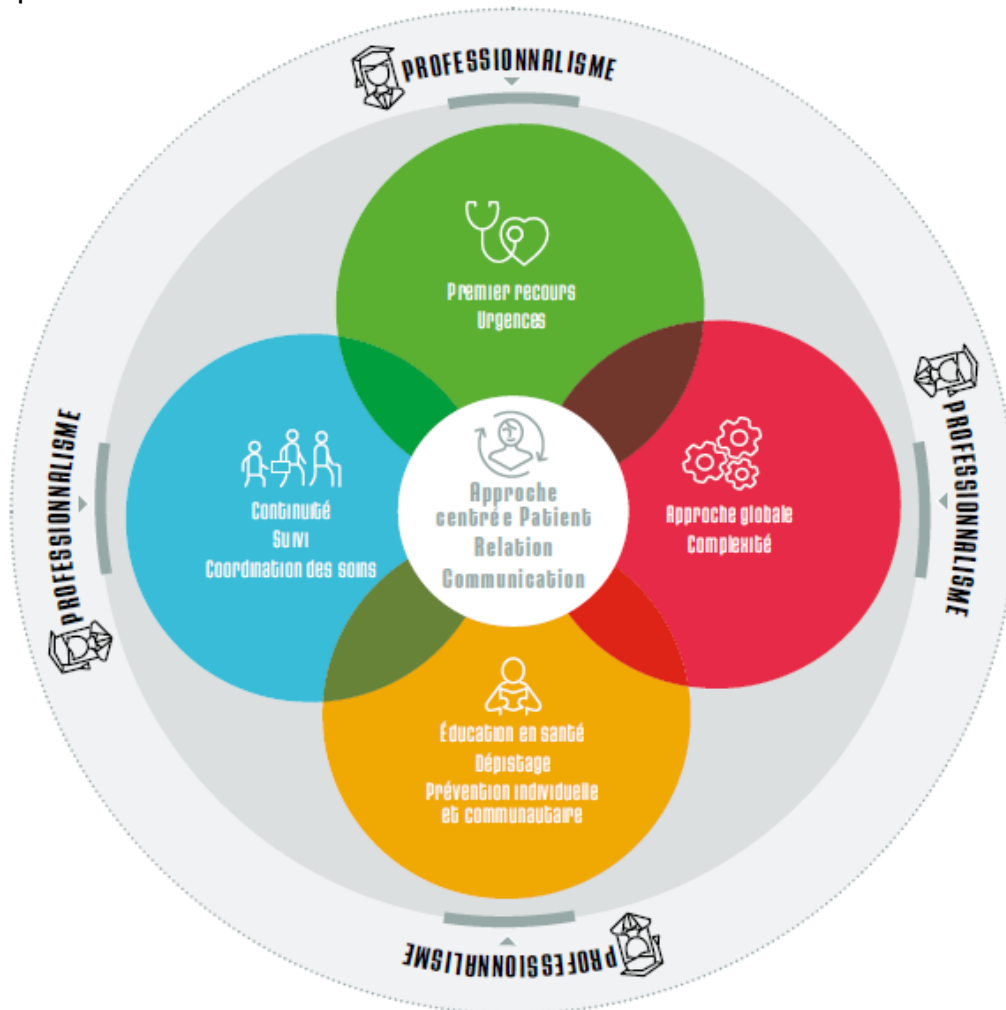 PROFESSIONNALISME
Premier recours
Urgences
PROFESSIONNALISME
Continuité
Suivi
Coordination des soins
Approche
centrée Patient
Relation
Communication
Approche globale
Complexité
PROFESSIONNALISME
Éducation en santé
Dépistage
Prévention individuelle
et communautaire
PROFESSIONNALISME